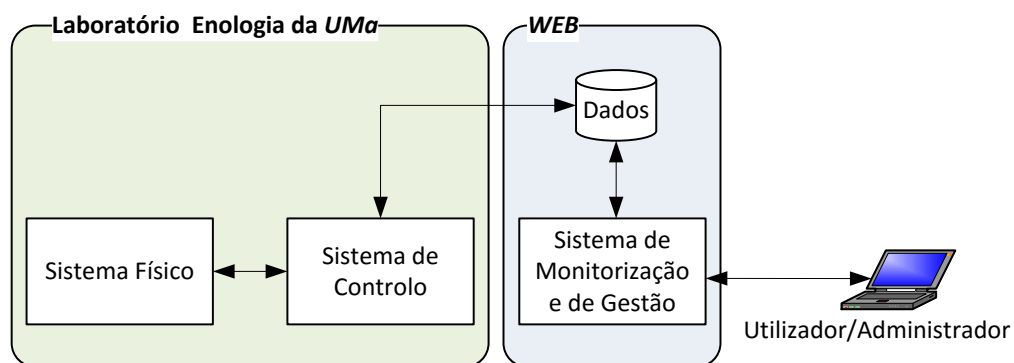 Laboratório Enologia da UMa
WEB
Dados
Sistema Físico
Sistema de
Controlo
Sistema de
Monitorização
e de Gestão
Utilizador/Administrador